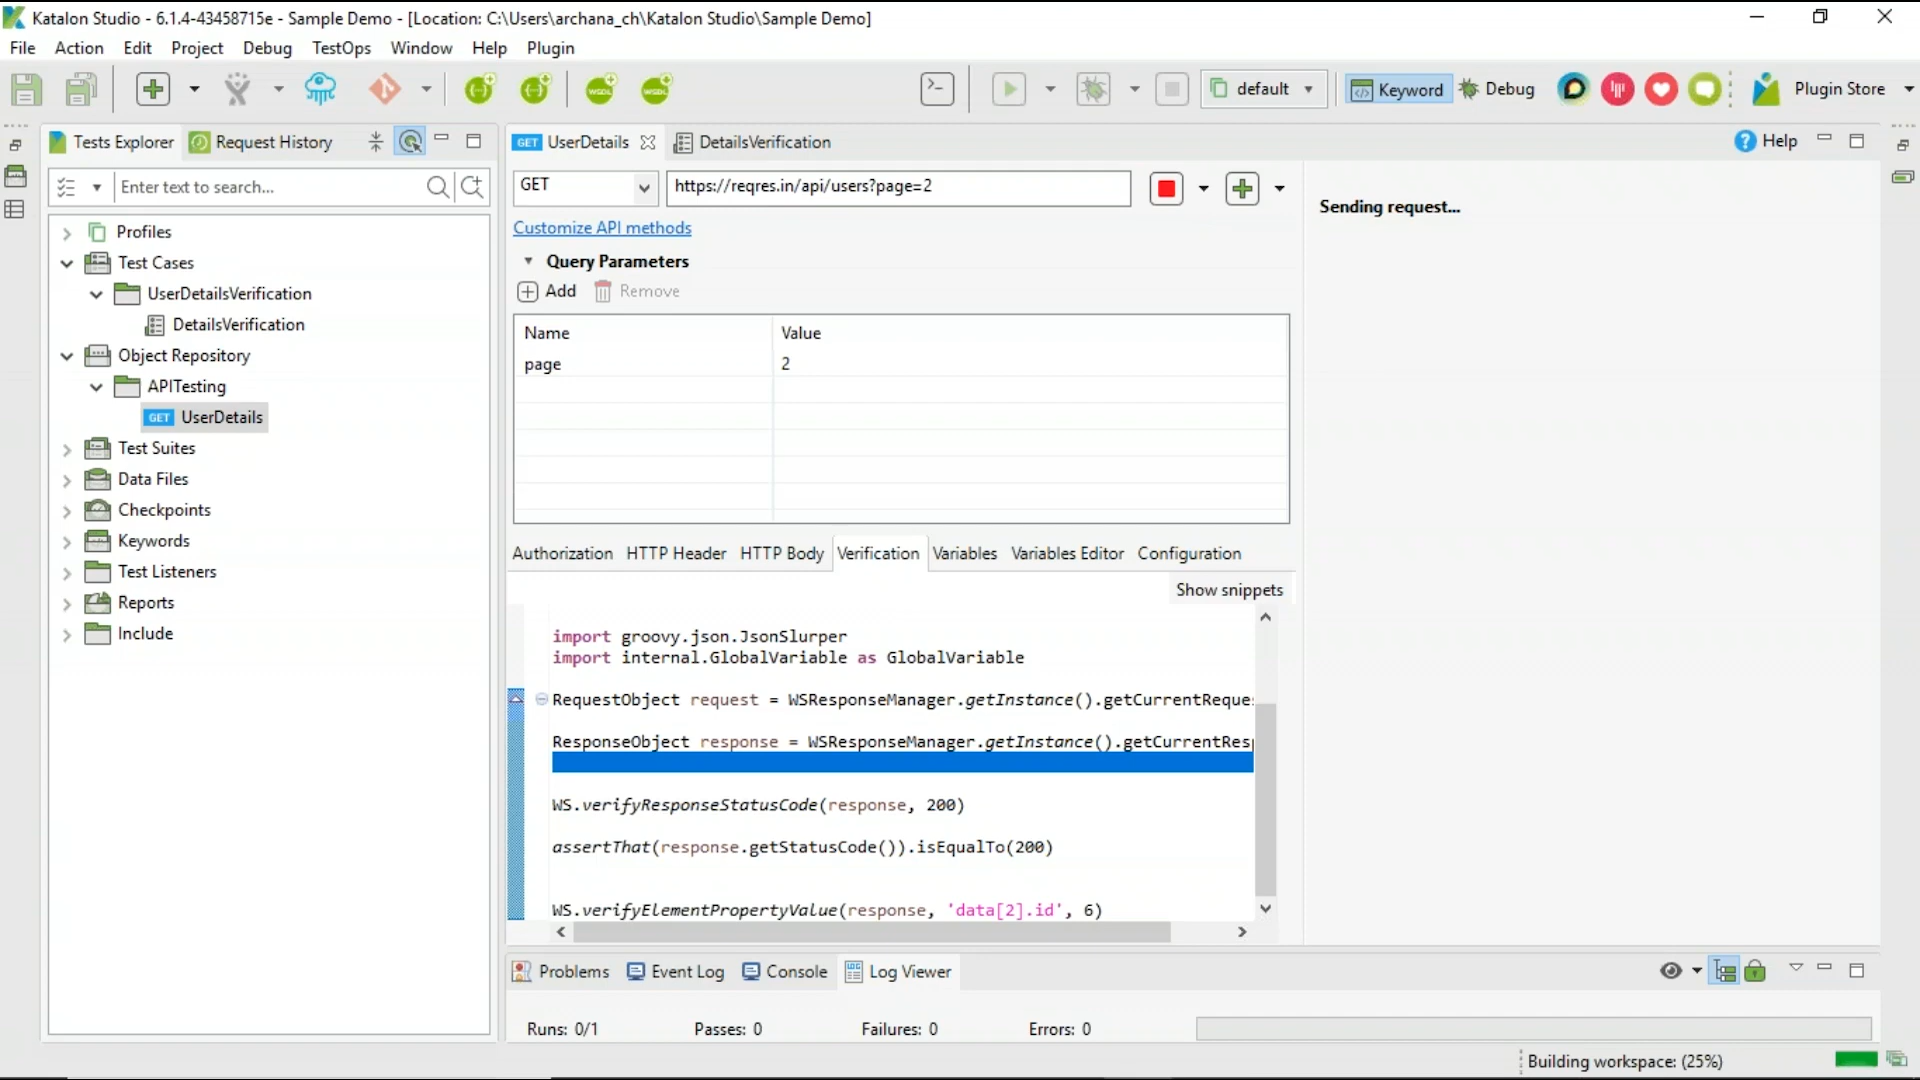 Katalon Studio - 6.1.4-43458715e - Sample Demo - [Location: C:\Users\archana_ch\Katalon Studio\Sample Demo]
File Action Edit Project Debug TestOps Window Help Plugin
WSDL WSDL default Keyword Debug Plugin Store
Tests Explorer Request History
GET UserDetails DetailsVerification Help
Enter text to search...
GET https://reqres.in/api/users?page=2
Sending request...
Customize API methods
Query Parameters
Add Remove
Name Value
page 2
Profiles
Test Cases
UserDetailsVerification
DetailsVerification
Object Repository
APITesting
GET UserDetails
Test Suites
Data Files
Checkpoints
Keywords
Test Listeners
Reports
Include
Authorization HTTP Header HTTP Body Verification Variables Variables Editor Configuration
Show snippets
import groovy.json.JsonSlurper
import internal.GlobalVariable as GlobalVariable
RequestObject request = WSResponseManager.getInstance().getCurrentReque
ResponseObject response = WSResponseManager.getInstance().getCurrentRes
WS.verifyResponseStatusCode(response, 200)
assertThat(response.getStatusCode()).isEqualTo(200)
WS.verifyElementPropertyValue(response, 'data[2].id', 6)
Problems Event Log Console Log Viewer
Runs: 0/1 Passes: 0 Failures: 0 Errors: 0
Building workspace: (25%)